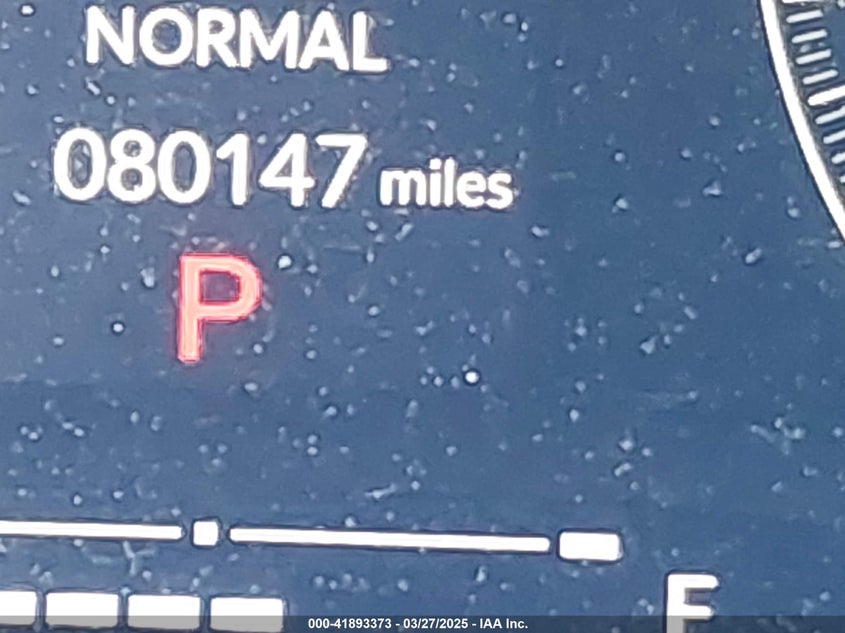 NORMAL
080147 miles
P
F
000-41893373 - 03/27/2025 - IAA Inc.